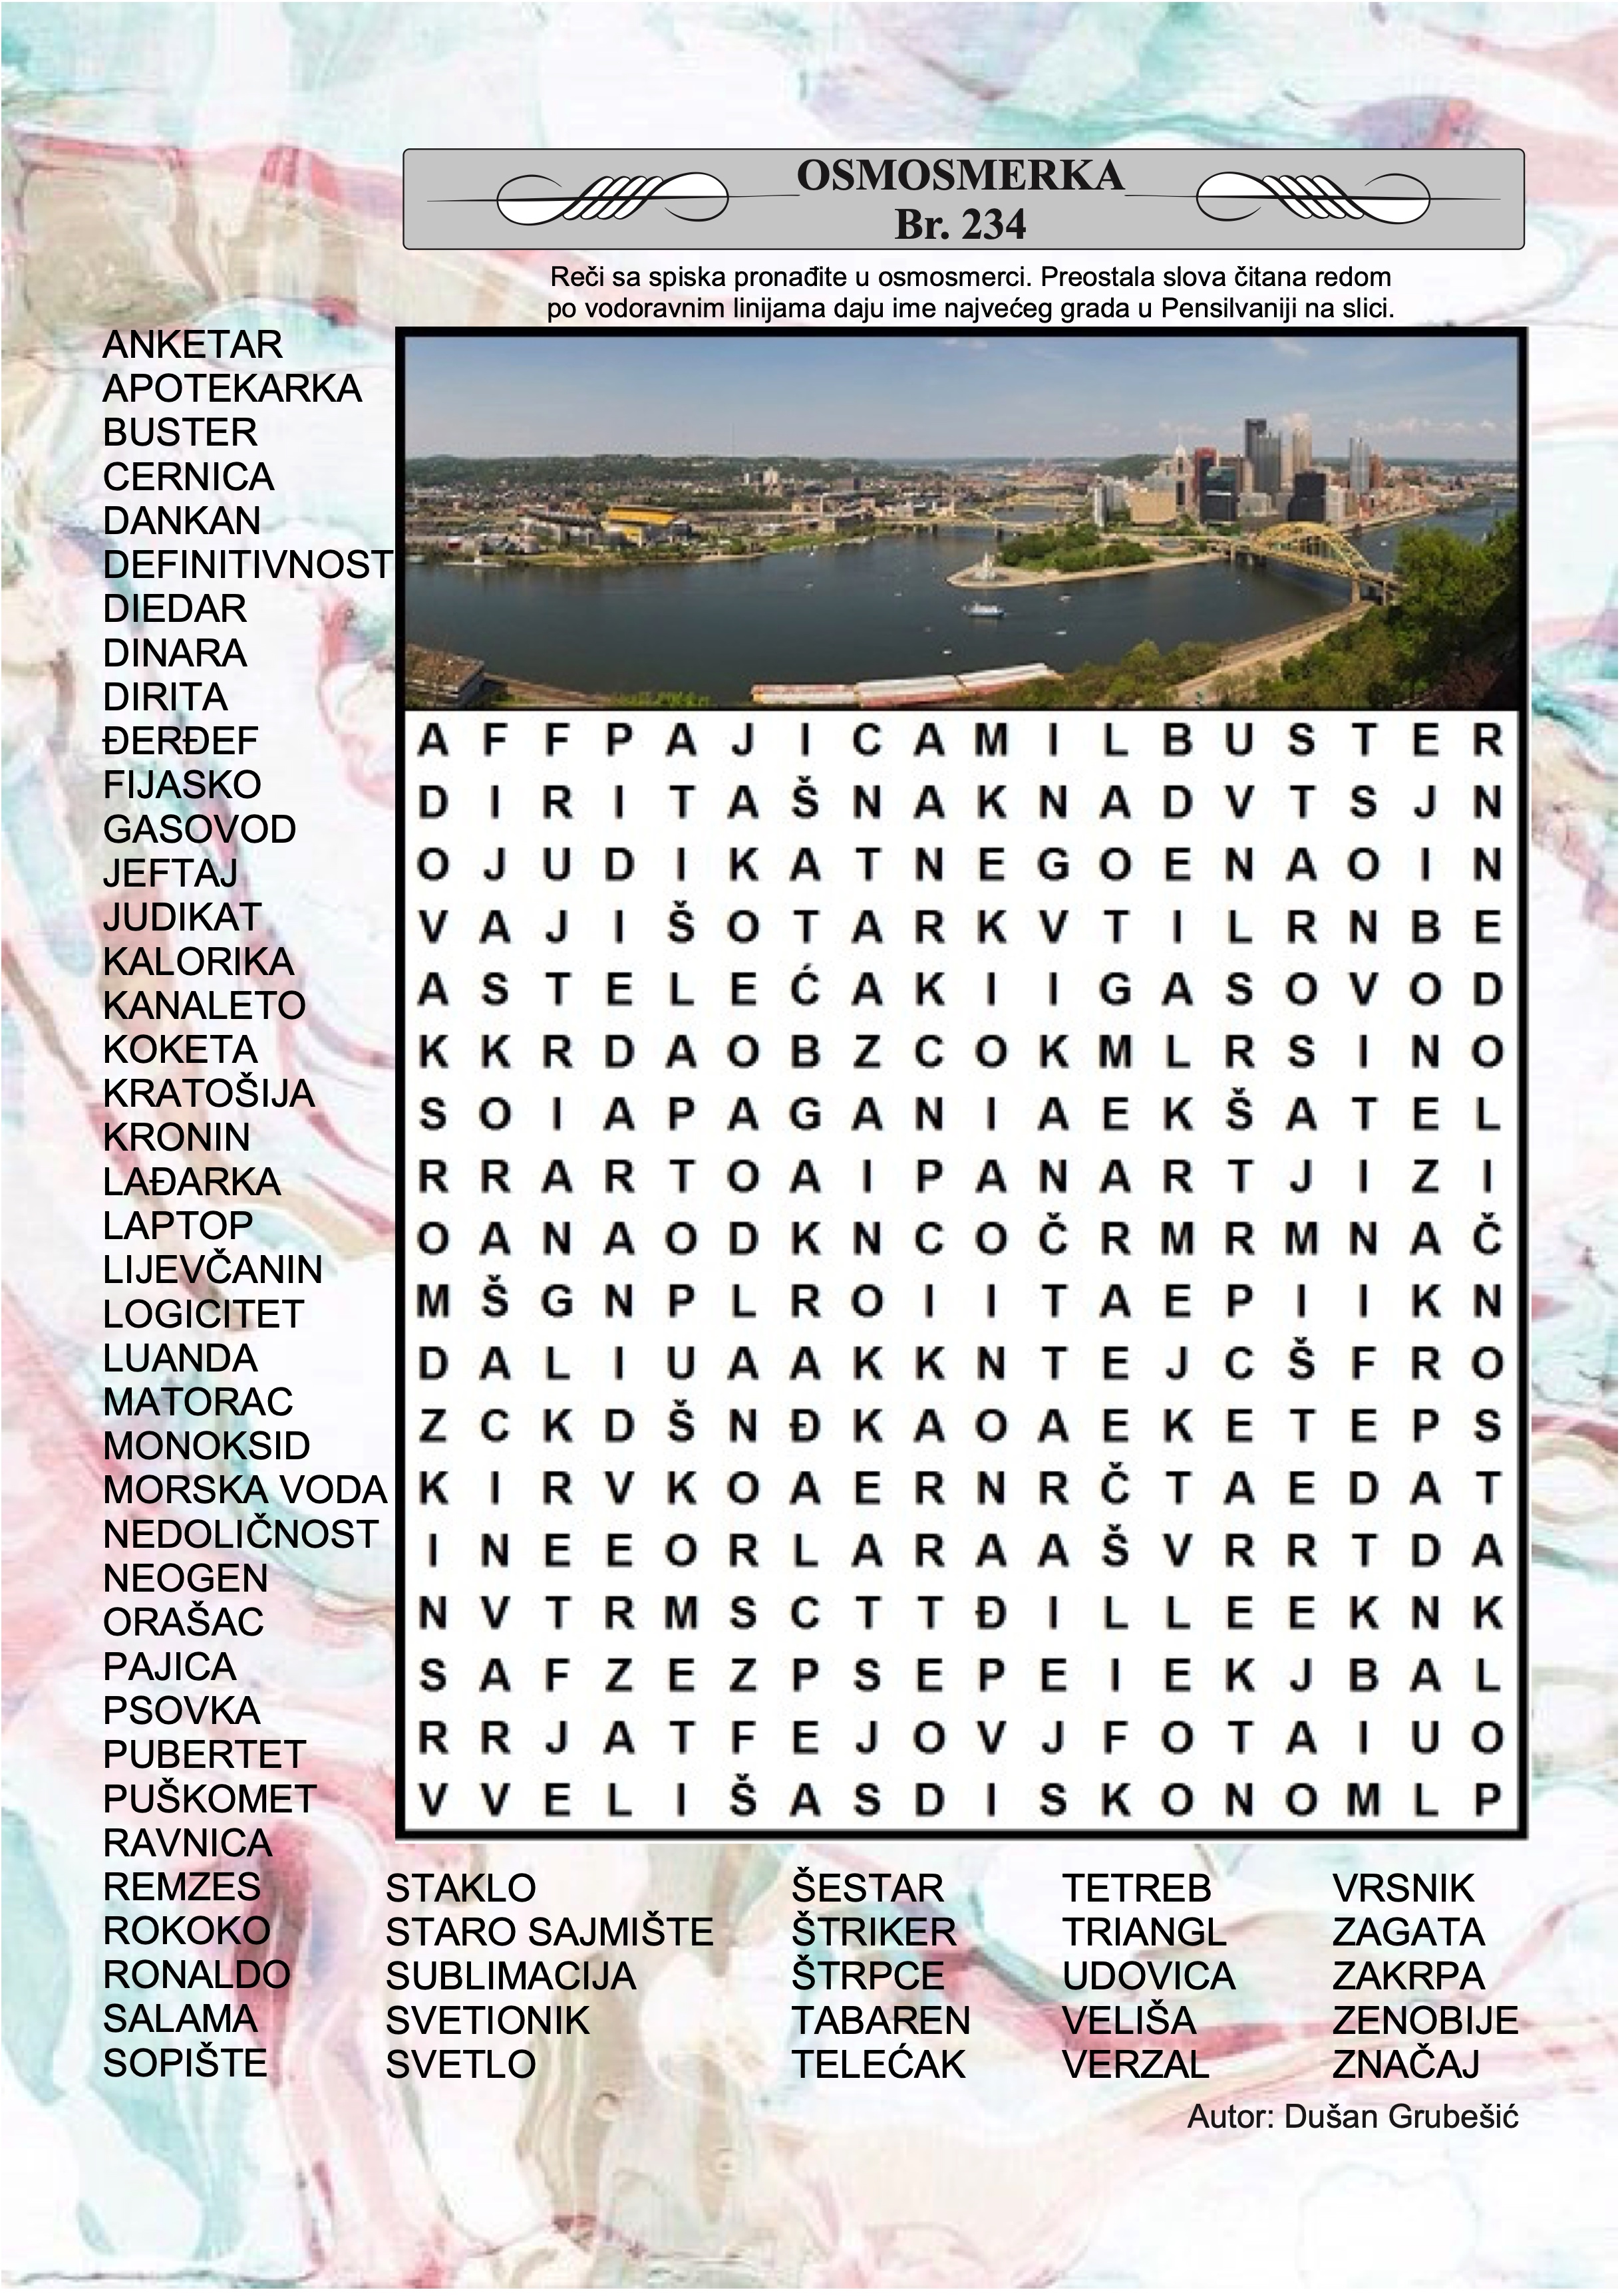 OSMOSMERKA
Br. 234
Reči sa spiska pronađite u osmosmerci. Preostala slova čitana redom
po vodoravnim linijama daju ime najvećeg grada u Pensilvaniji na slici.
ANKETAR
APOTEKARKA
BUSTER
CERNICA
DANKAN
DEFINITIVNOST
DIEDAR
DINARA
DIRITA
ĐERĐEF
FIJASKO
GASOVOD
JEFTAJ
JUDIKAT
KALORIKA
KANALETO
KOKETA
KRATOŠIJA
KRONIN
LAĐARKA
LAPTOP
LIJEVČANIN
LOGICITET
LUANDA
MATORAC
MONOKSID
MORSKA VODA
NEDOLIČNOST
NEOGEN
ORAŠAC
PAJICA
PSOVKA
PUBERTET
PUŠKOMET
RAVNICA
REMZES
ROKOKO
RONALDO
SALAMA
SOPIŠTE
A F F P A J I C A M I L B U S T E R
D I R I T A Š N A K N A D V T S J N
O J U D I K A T N E G O E N A O I N
V A J I Š O T A R K V T I L R N B E
A S T E L E Ć A K I I G A S O V O D
K K R D A O B Z C O K M L R S I N O
S O I A P A G A N I A E K Š A T E L
R R A R T O A I P A N A R T J I Z I
O A N A O D K N C O Č R M R M N A Č
M Š G N P L R O I I T A E P I I K N
D A L I U A A K K N T E J C Š F R O
Z C K D Š N Đ K A O A E K E T E P S
K I R V K O A E R N R Č T A E D A T
I N E E O R L A R A A Š V R R T D A
N V T R M S C T T Đ I L L E E K N K
S A F Z E Z P S E P E I E K J B A L
R R J A T F E J O V J F O T A I U O
V V E L I Š A S D I S K O N O M L P
STAKLO
STARO SAJMIŠTE
SUBLIMACIJA
SVETIONIK
SVETLO
ŠESTAR
ŠTRIKER
ŠTRPCE
TABAREN
TELEĆAK
TETREB
TRIANGL
UDOVICA
VELIŠA
VERZAL
VRSNIK
ZAGATA
ZAKRPA
ZENOBIJE
ZNAČAJ
Autor: Dušan Grubešić